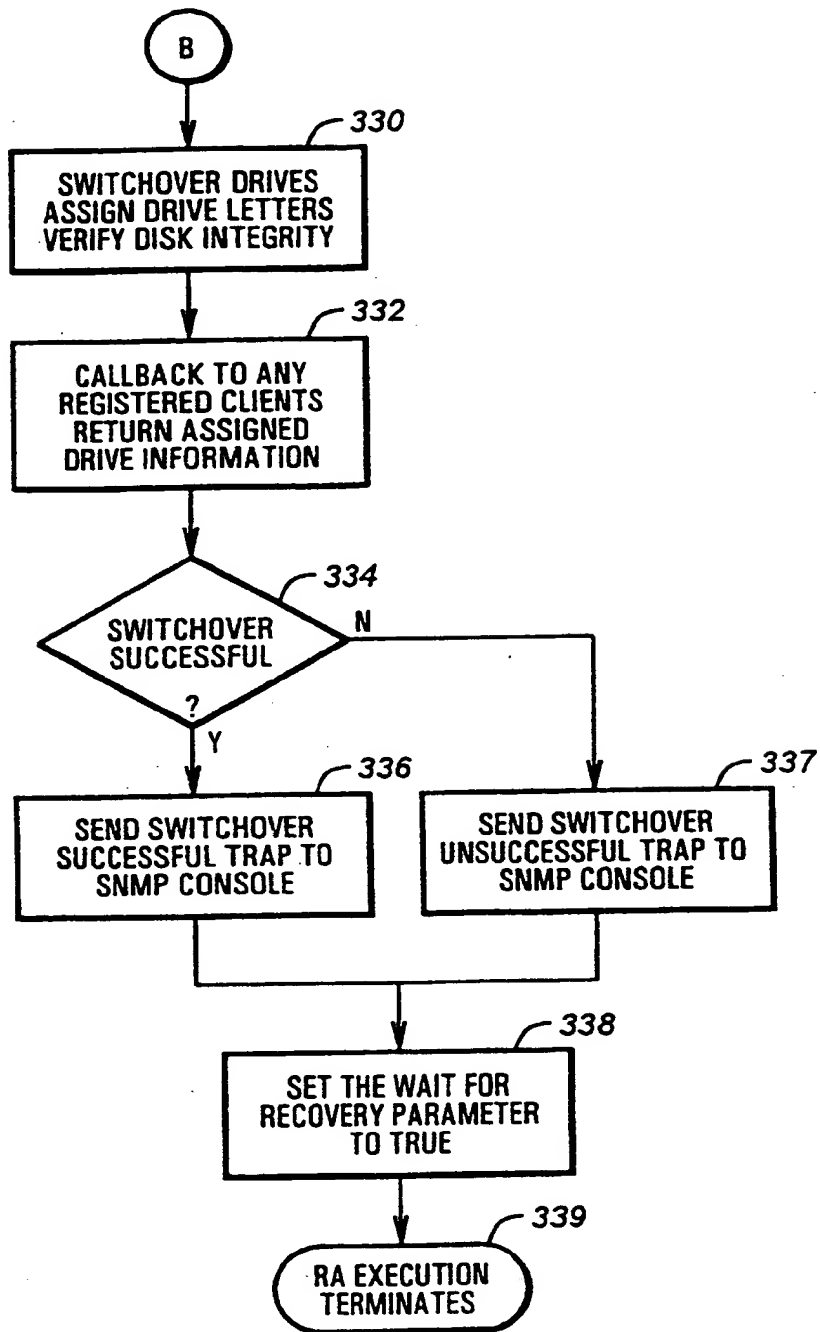 B
330
SWITCHOVER DRIVES
ASSIGN DRIVE LETTERS
VERIFY DISK INTEGRITY
332
CALLBACK TO ANY
REGISTERED CLIENTS
RETURN ASSIGNED
DRIVE INFORMATION
334
SWITCHOVER
SUCCESSFUL
?
N
Y
336
SEND SWITCHOVER
SUCCESSFUL TRAP TO
SNMP CONSOLE
337
SEND SWITCHOVER
UNSUCCESSFUL TRAP TO
SNMP CONSOLE
338
SET THE WAIT FOR
RECOVERY PARAMETER
TO TRUE
339
RA EXECUTION
TERMINATES